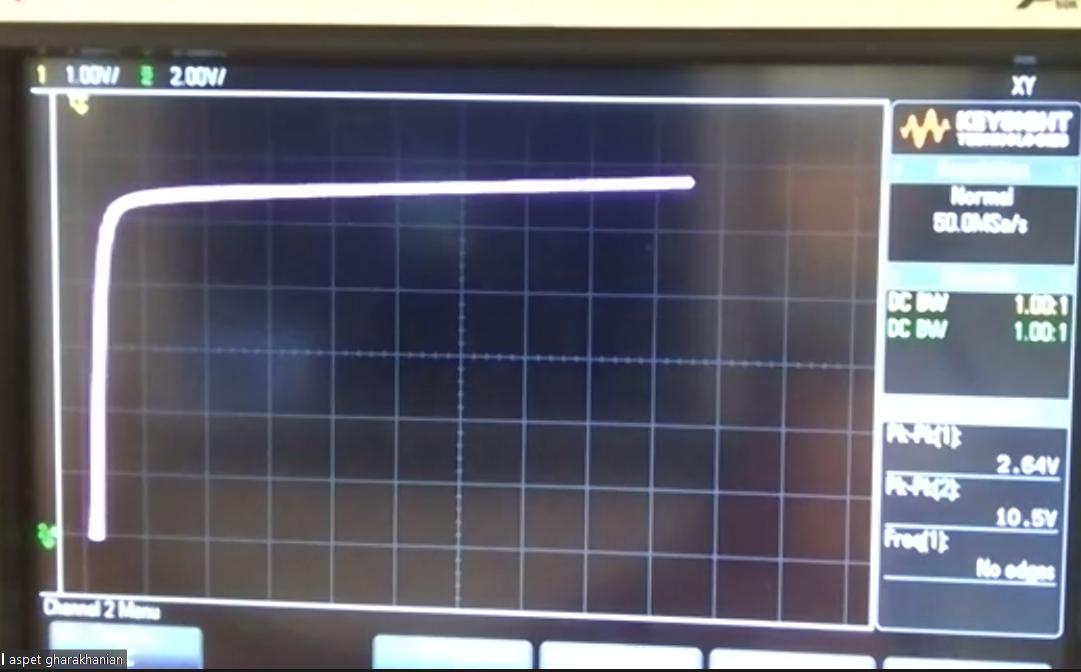 50K
1 1.00V/ 2 2.00V/
XY
KEYSIGHT
TECHNOLOGIES
Normal
50.0MSa/s
DC BW 1.00:1
DC BW 1.00:1
Pk-Pk(1):
2.64V
Pk-Pk(2):
10.5V
Freq(1):
No edges
Channel 2 Menu
aspet gharakhanian